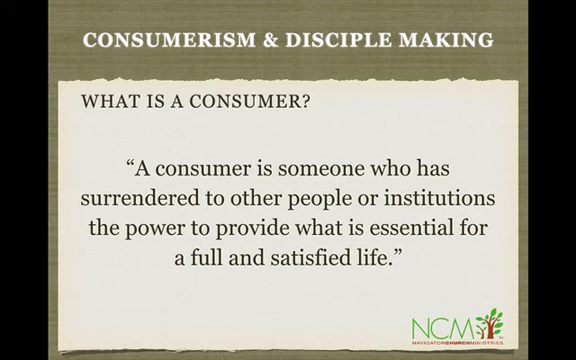 CONSUMERISM & DISCIPLE MAKING
WHAT IS A CONSUMER?
“A consumer is someone who has
surrendered to other people or institutions
the power to provide what is essential for
a full and satisfied life.”
NCM
NAVIGATORCHURCHMINISTRIES